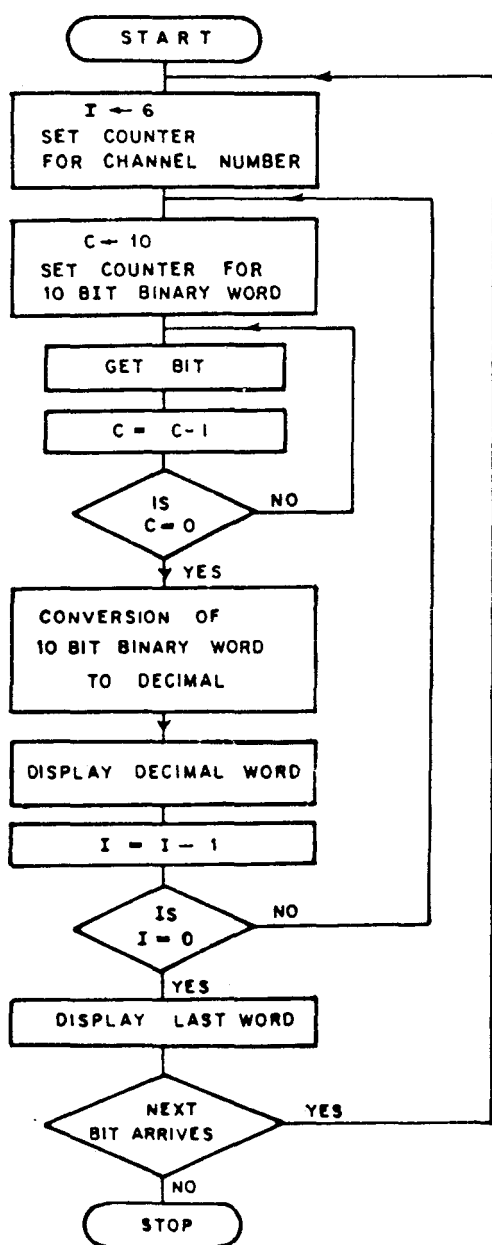 START
I ← 6
SET COUNTER
FOR CHANNEL NUMBER
C ← 10
SET COUNTER FOR
10 BIT BINARY WORD
GET BIT
C = C-1
IS
C=0
NO
YES
CONVERSION OF
10 BIT BINARY WORD
TO DECIMAL
DISPLAY DECIMAL WORD
I = I - 1
IS
I = 0
NO
YES
DISPLAY LAST WORD
NEXT
BIT ARRIVES
YES
NO
STOP